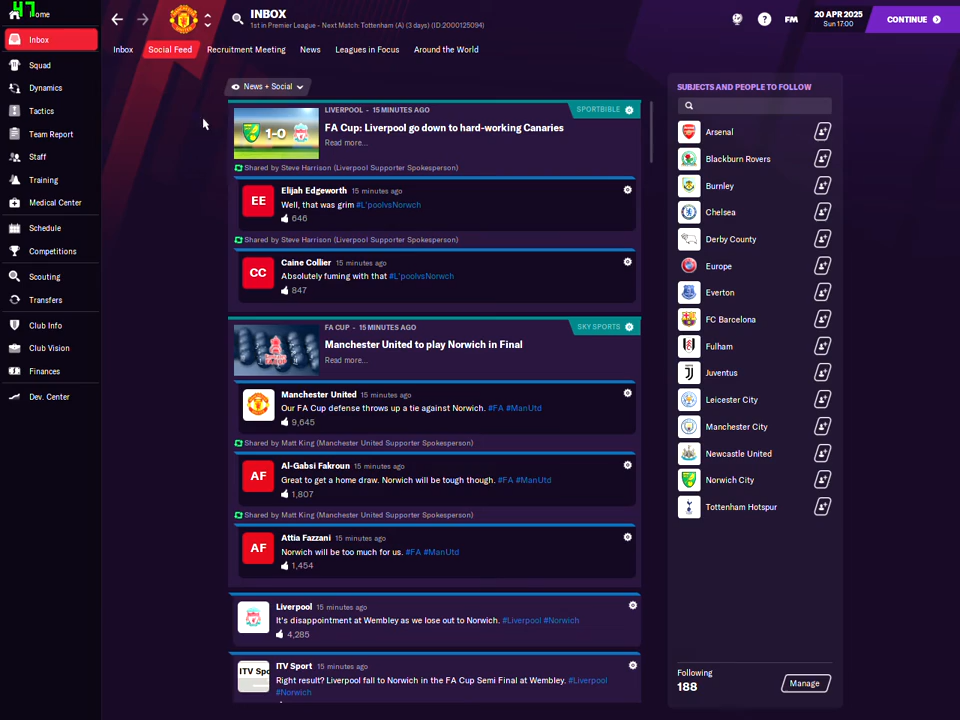 47
ome
INBOX
1st in Premier League - Next Match: Tottenham (A) (3 days) (ID:2000125094)
FM
20 APR 2025
Sun 17:00
CONTINUE
Inbox
Squad
Dynamics
Tactics
Team Report
Staff
Training
Medical Center
Schedule
Competitions
Scouting
Transfers
Club Info
Club Vision
Finances
Dev. Center
Inbox Social Feed Recruitment Meeting News Leagues in Focus Around the World
News + Social
LIVERPOOL - 15 MINUTES AGO
SPORTBIBLE
1-0
FA Cup: Liverpool go down to hard-working Canaries
Read more...
Shared by Steve Harrison (Liverpool Supporter Spokesperson)
EE
Elijah Edgeworth 15 minutes ago
Well, that was grim #L'poolvsNorwch
646
Shared by Steve Harrison (Liverpool Supporter Spokesperson)
CC
Caine Collier 15 minutes ago
Absolutely fuming with that #L'poolvsNorwch
847
FA CUP - 15 MINUTES AGO
SKY SPORTS
Manchester United to play Norwich in Final
Read more...
Manchester United 15 minutes ago
Our FA Cup defense throws up a tie against Norwich. #FA #ManUtd
9,645
Shared by Matt King (Manchester United Supporter Spokesperson)
AF
Al-Gabsi Fakroun 15 minutes ago
Great to get a home draw. Norwich will be tough though. #FA #ManUtd
1,807
Shared by Matt King (Manchester United Supporter Spokesperson)
AF
Attia Fazzani 15 minutes ago
Norwich will be too much for us. #FA #ManUtd
1,454
Liverpool 15 minutes ago
It's disappointment at Wembley as we lose out to Norwich. #Liverpool #Norwich
4,285
ITV Spo
ITV Sport 15 minutes ago
Right result? Liverpool fall to Norwich in the FA Cup Semi Final at Wembley. #Liverpool
#Norwich
SUBJECTS AND PEOPLE TO FOLLOW
Arsenal
Blackburn Rovers
Burnley
Chelsea
Derby County
Europe
Everton
FC Barcelona
Fulham
Juventus
Leicester City
Manchester City
Newcastle United
Norwich City
Tottenham Hotspur
Following
188
Manage